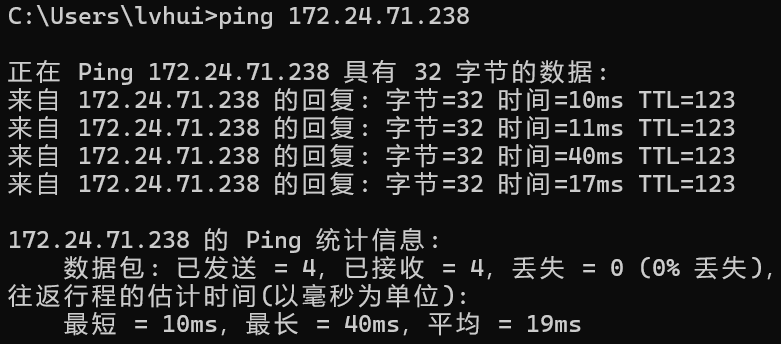 C:\Users\lvhui>ping 172.24.71.238
正在 Ping 172.24.71.238 具有 32 字节的数据:
来自 172.24.71.238 的回复: 字节=32 时间=10ms TTL=123
来自 172.24.71.238 的回复: 字节=32 时间=11ms TTL=123
来自 172.24.71.238 的回复: 字节=32 时间=40ms TTL=123
来自 172.24.71.238 的回复: 字节=32 时间=17ms TTL=123
172.24.71.238 的 Ping 统计信息:
数据包: 已发送 = 4, 已接收 = 4, 丢失 = 0 (0% 丢失),
往返行程的估计时间(以毫秒为单位):
最短 = 10ms, 最长 = 40ms, 平均 = 19ms